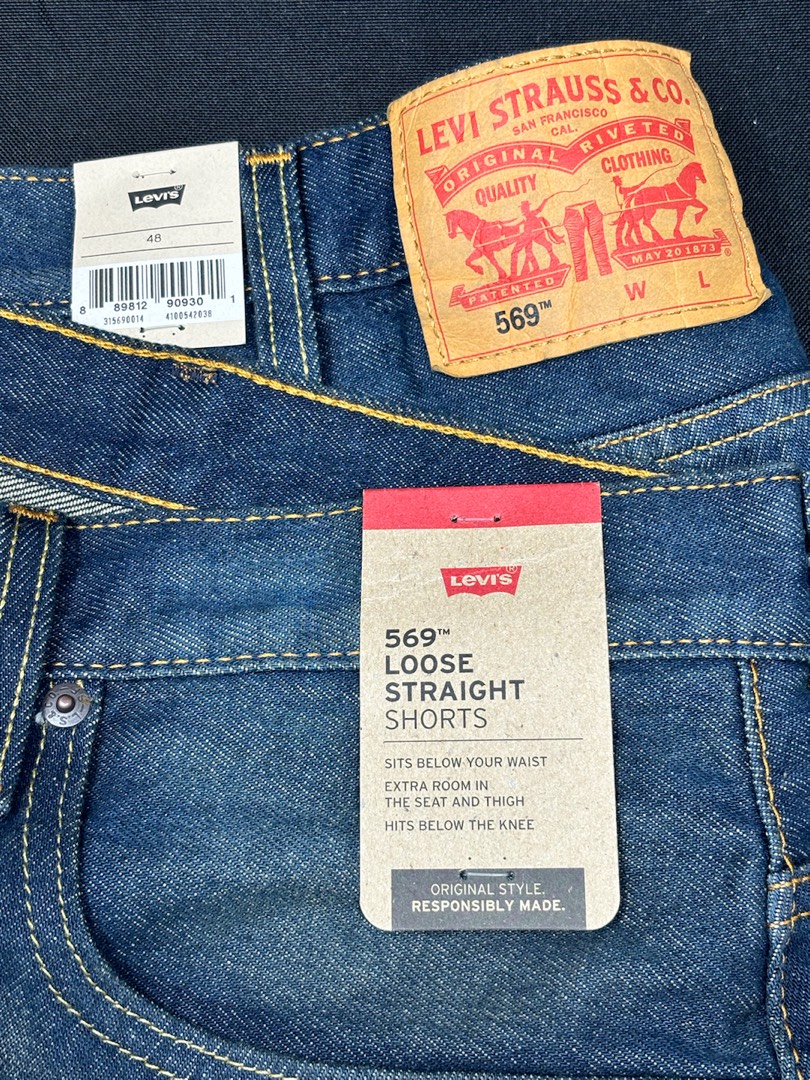 Levi's®
48
8 89812 90930 1
315690014 4100542038
LEVI STRAUSS & CO.
SAN FRANCISCO
CAL.
ORIGINAL RIVETED
QUALITY CLOTHING
PATENTED MAY 20 1873
®
569™ W L
Levi's®
569™
LOOSE
STRAIGHT
SHORTS
SITS BELOW YOUR WAIST
EXTRA ROOM IN
THE SEAT AND THIGH
HITS BELOW THE KNEE
ORIGINAL STYLE.
RESPONSIBLY MADE.